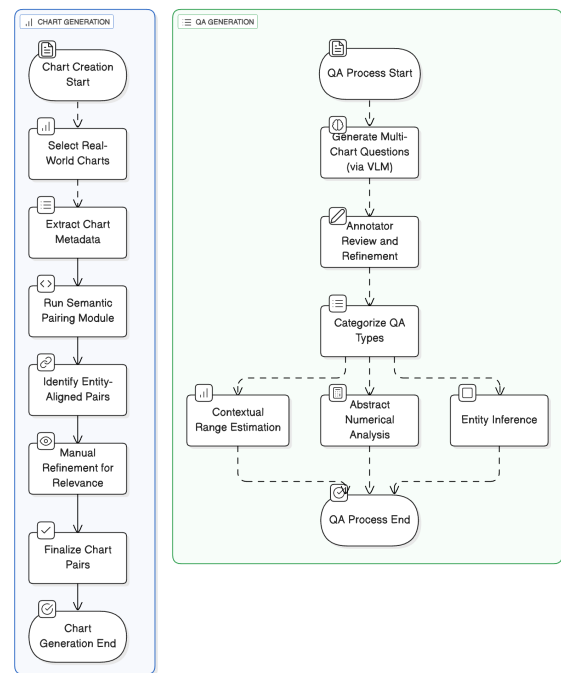 CHART GENERATION
Chart Creation
Start
Select Real-
World Charts
Extract Chart
Metadata
Run Semantic
Pairing Module
Identify Entity-
Aligned Pairs
Manual
Refinement for
Relevance
Finalize Chart
Pairs
Chart
Generation End
QA GENERATION
QA Process Start
Generate Multi-
Chart Questions
(via VLM)
Annotator
Review and
Refinement
Categorize QA
Types
Contextual
Range Estimation
Abstract
Numerical
Analysis
Entity Inference
QA Process End